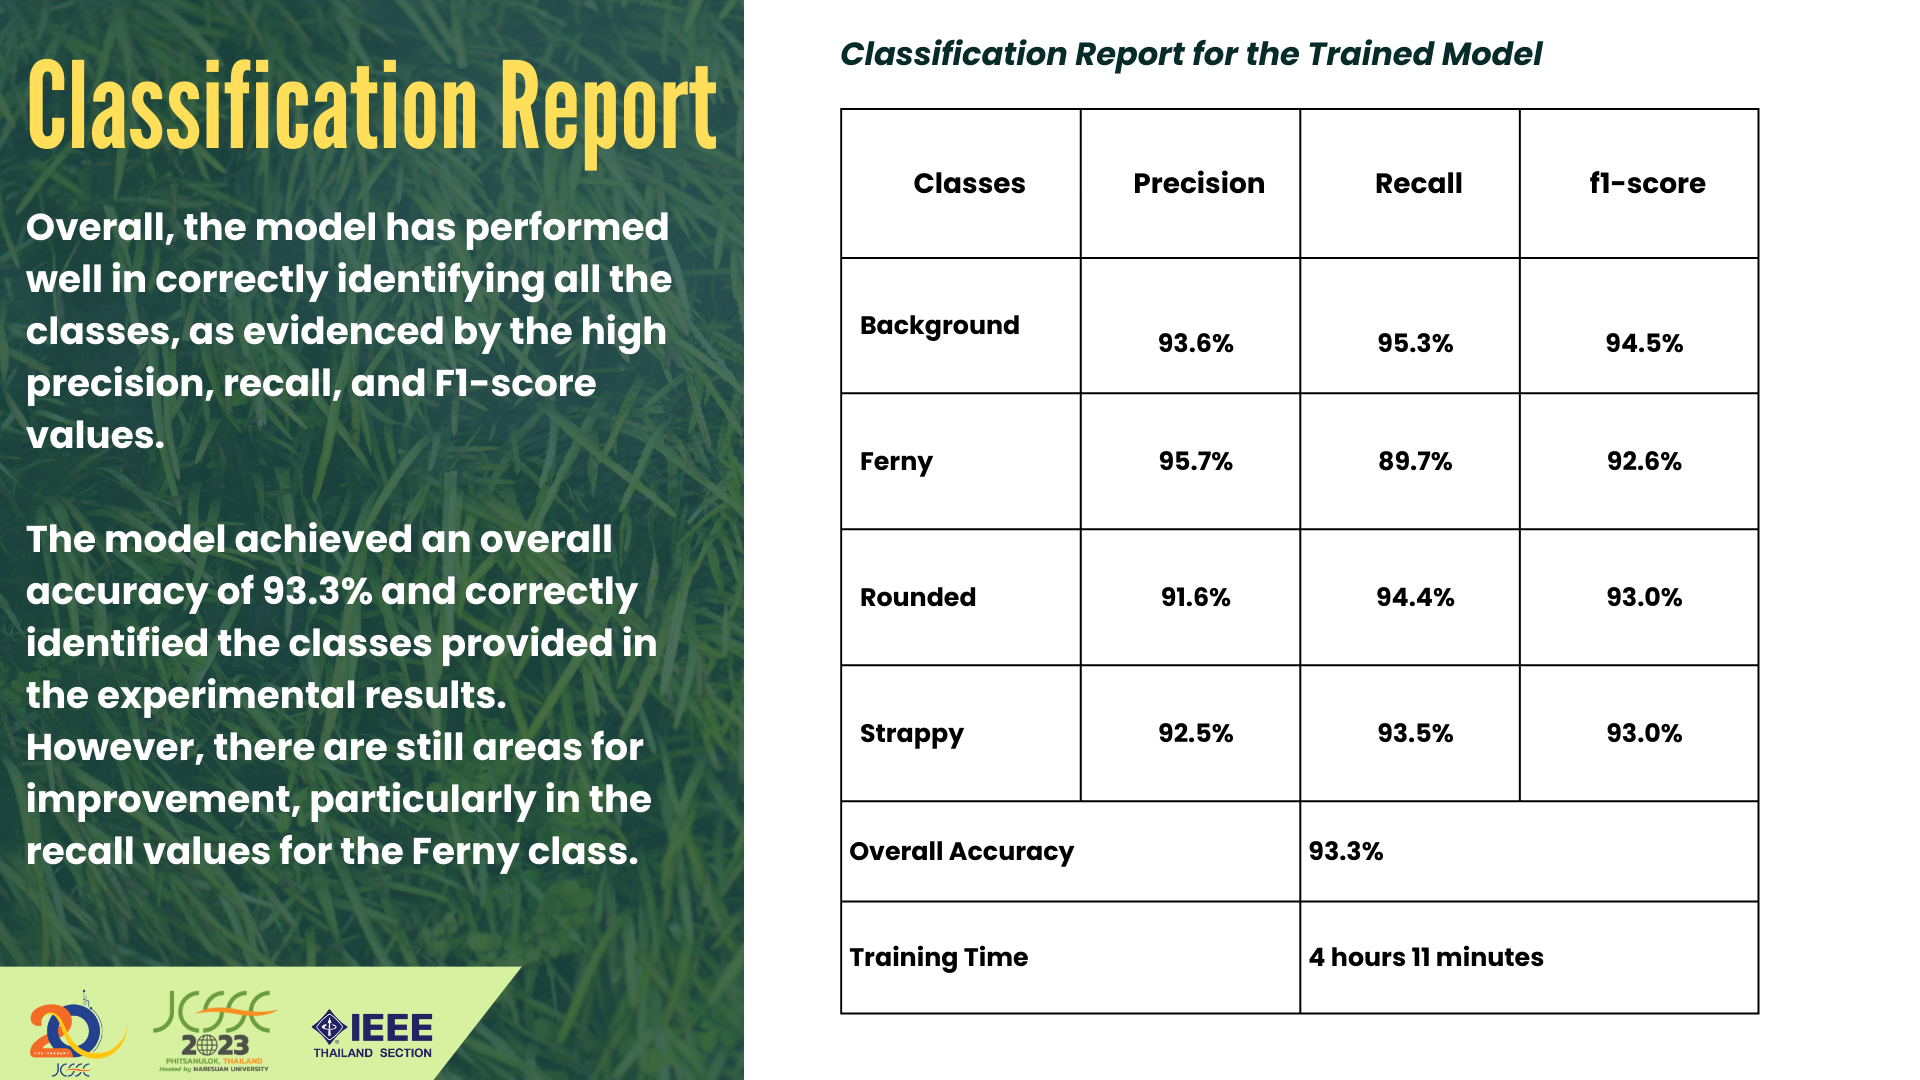 Classification Report
Overall, the model has performed
well in correctly identifying all the
classes, as evidenced by the high
precision, recall, and F1-score
values.
The model achieved an overall
accuracy of 93.3% and correctly
identified the classes provided in
the experimental results.
However, there are still areas for
improvement, particularly in the
recall values for the Ferny class.
20
JCSSE
JCSSE
2023
PHITSANULOK, THAILAND
Hosted by NARESUAN UNIVERSITY
IEEE
THAILAND SECTION
Classification Report for the Trained Model
Classes Precision Recall f1-score
Background 93.6% 95.3% 94.5%
Ferny 95.7% 89.7% 92.6%
Rounded 91.6% 94.4% 93.0%
Strappy 92.5% 93.5% 93.0%
Overall Accuracy 93.3%
Training Time 4 hours 11 minutes